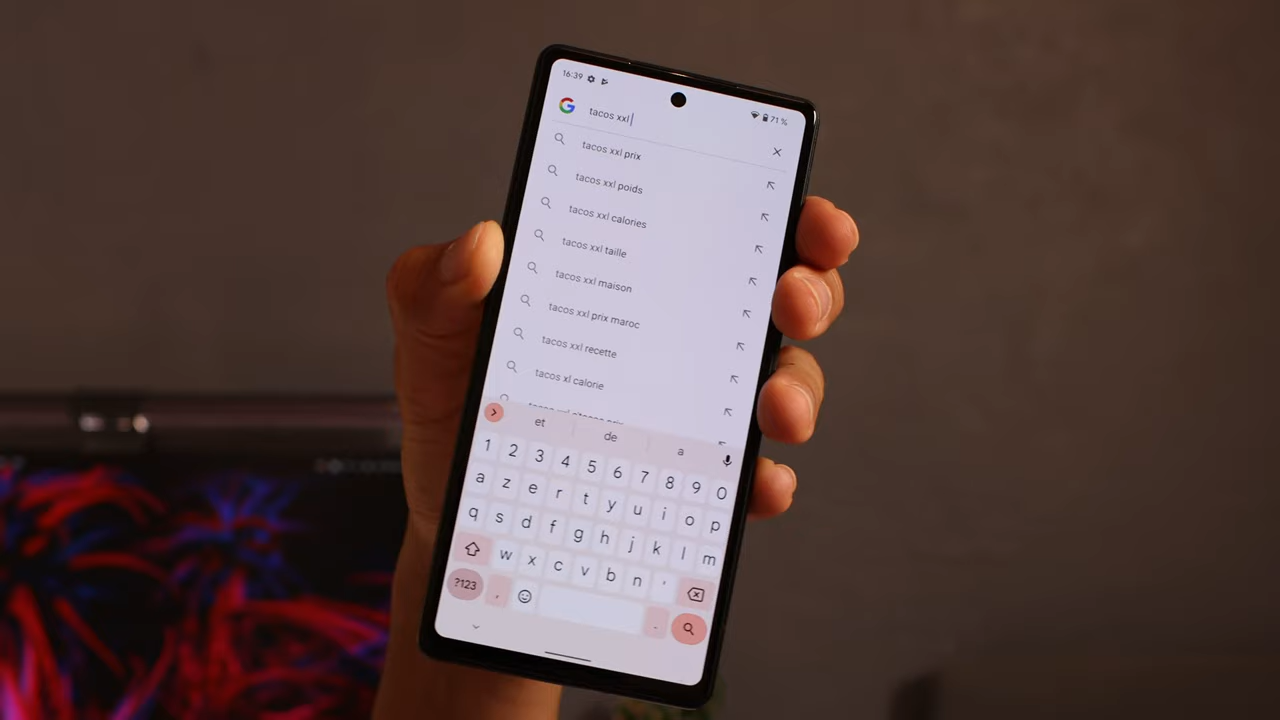 16:39
71 %
tacos xxl
tacos xxl prix
tacos xxl poids
tacos xxl calories
tacos xxl taille
tacos xxl maison
tacos xxl prix maroc
tacos xxl recette
tacos xl calorie
et de a
1 2 3 4 5 6 7 8 9 0
a z e r t y u i o p
q s d f g h j k l m
w x c v b n '
?123 , .